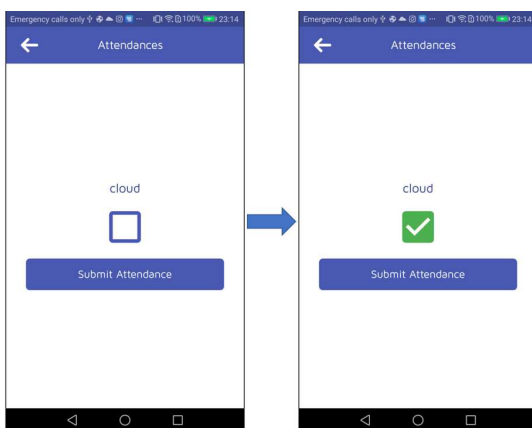 Emergency calls only 100% 23:14
Attendances
cloud
Submit Attendance
Emergency calls only 100% 23:14
Attendances
cloud
Submit Attendance